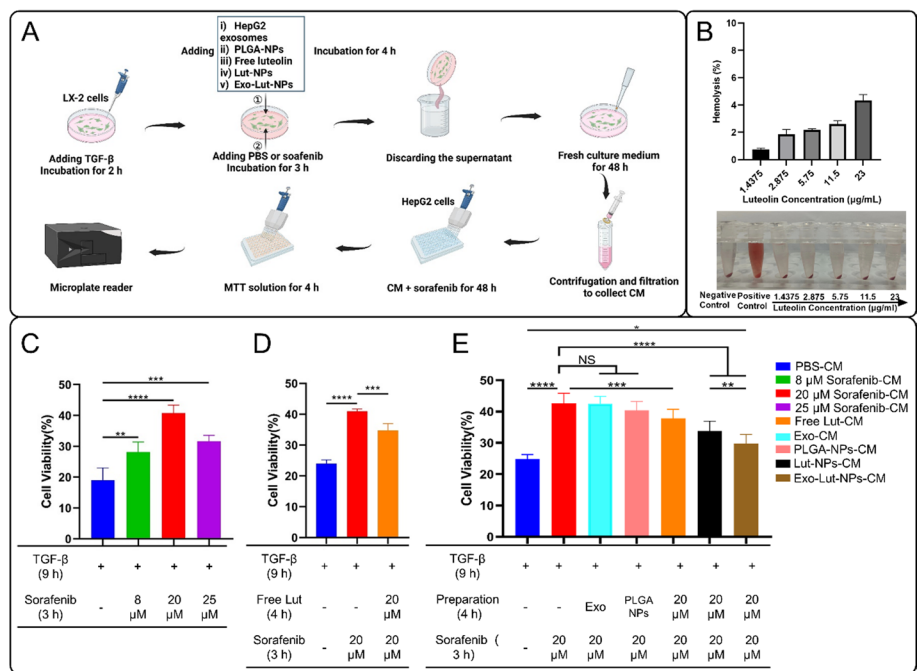 A
Adding
i) HepG2
exosomes
ii) PLGA-NPs
iii) Free luteolin
iv) Lut-NPs
v) Exo-Lut-NPs
Incubation for 4 h
LX-2 cells
①
②
Adding TGF-β
Incubation for 2 h
Adding PBS or soafenib
Incubation for 3 h
Discarding the supernatant
Fresh culture medium
for 48 h
HepG2 cells
Microplate reader
MTT solution for 4 h
CM + sorafenib for 48 h
Contrifugation and filtration
to collect CM
B
Hemolysis (%)
10
8
6
4
2
0
1.4375
2.875
5.75
11.5
23
Luteolin Concentration (μg/mL)
Negative
Control
Positive
Control
1.4375 2.875 5.75 11.5 23
Luteolin Concentration (μg/ml)
C
Cell Viability(%)
50
40
30
20
10
0
***
****
**
TGF-β
(9 h)
+ + + +
Sorafenib
(3 h)
- 8 μM 20 μM 25 μM
D
Cell Viability(%)
50
40
30
20
10
0
****
***
TGF-β
(9 h)
+ + +
Free Lut
(4 h)
- - 20 μM
Sorafenib
(3 h)
- 20 μM 20 μM
E
Cell Viability(%)
50
40
30
20
10
0
*
****
NS
****
***
**
PBS-CM
8 μM Sorafenib-CM
20 μM Sorafenib-CM
25 μM Sorafenib-CM
Free Lut-CM
Exo-CM
PLGA-NPs-CM
Lut-NPs-CM
Exo-Lut-NPs-CM
TGF-β
(9 h)
+ + + + + + +
Preparation
(4 h)
- - Exo PLGA NPs 20 μM 20 μM 20 μM
Sorafenib (
3 h)
- 20 μM 20 μM 20 μM 20 μM 20 μM 20 μM